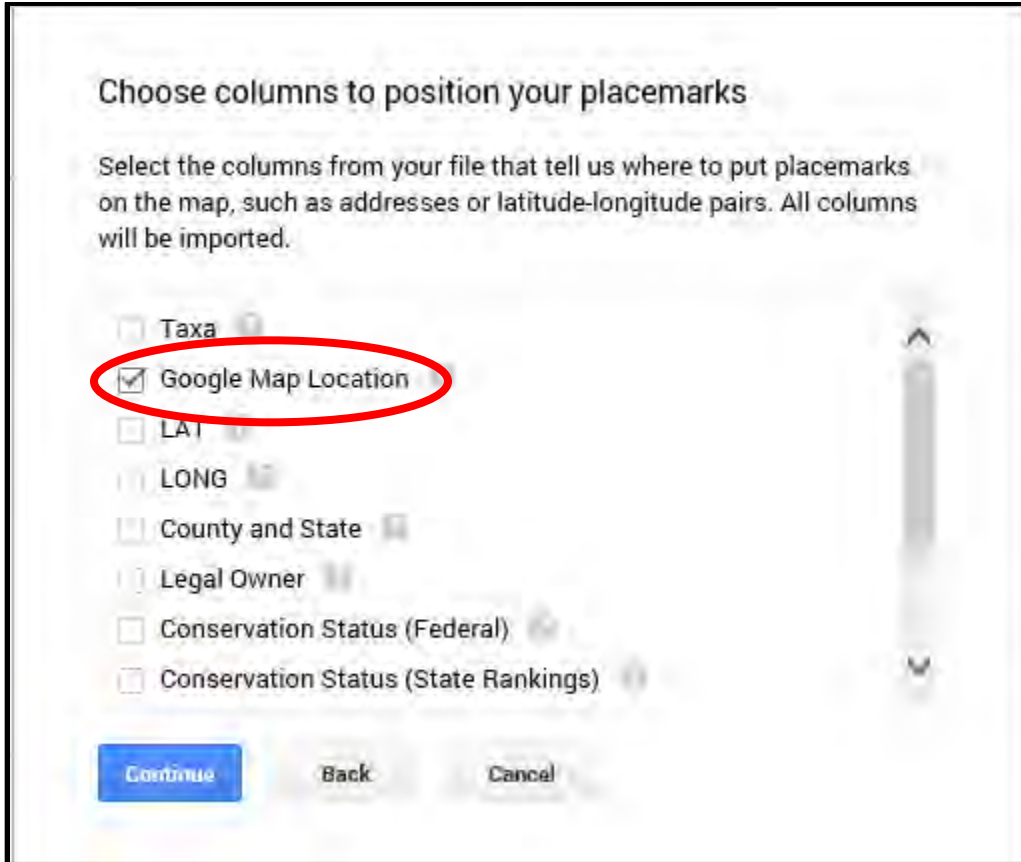 Choose columns to position your placemarks
Select the columns from your file that tell us where to put placemarks
on the map, such as addresses or latitude-longitude pairs. All columns
will be imported.
Taxa
Google Map Location
LAT
LONG
County and State
Legal Owner
Conservation Status (Federal)
Conservation Status (State Rankings)
Continue Back Cancel